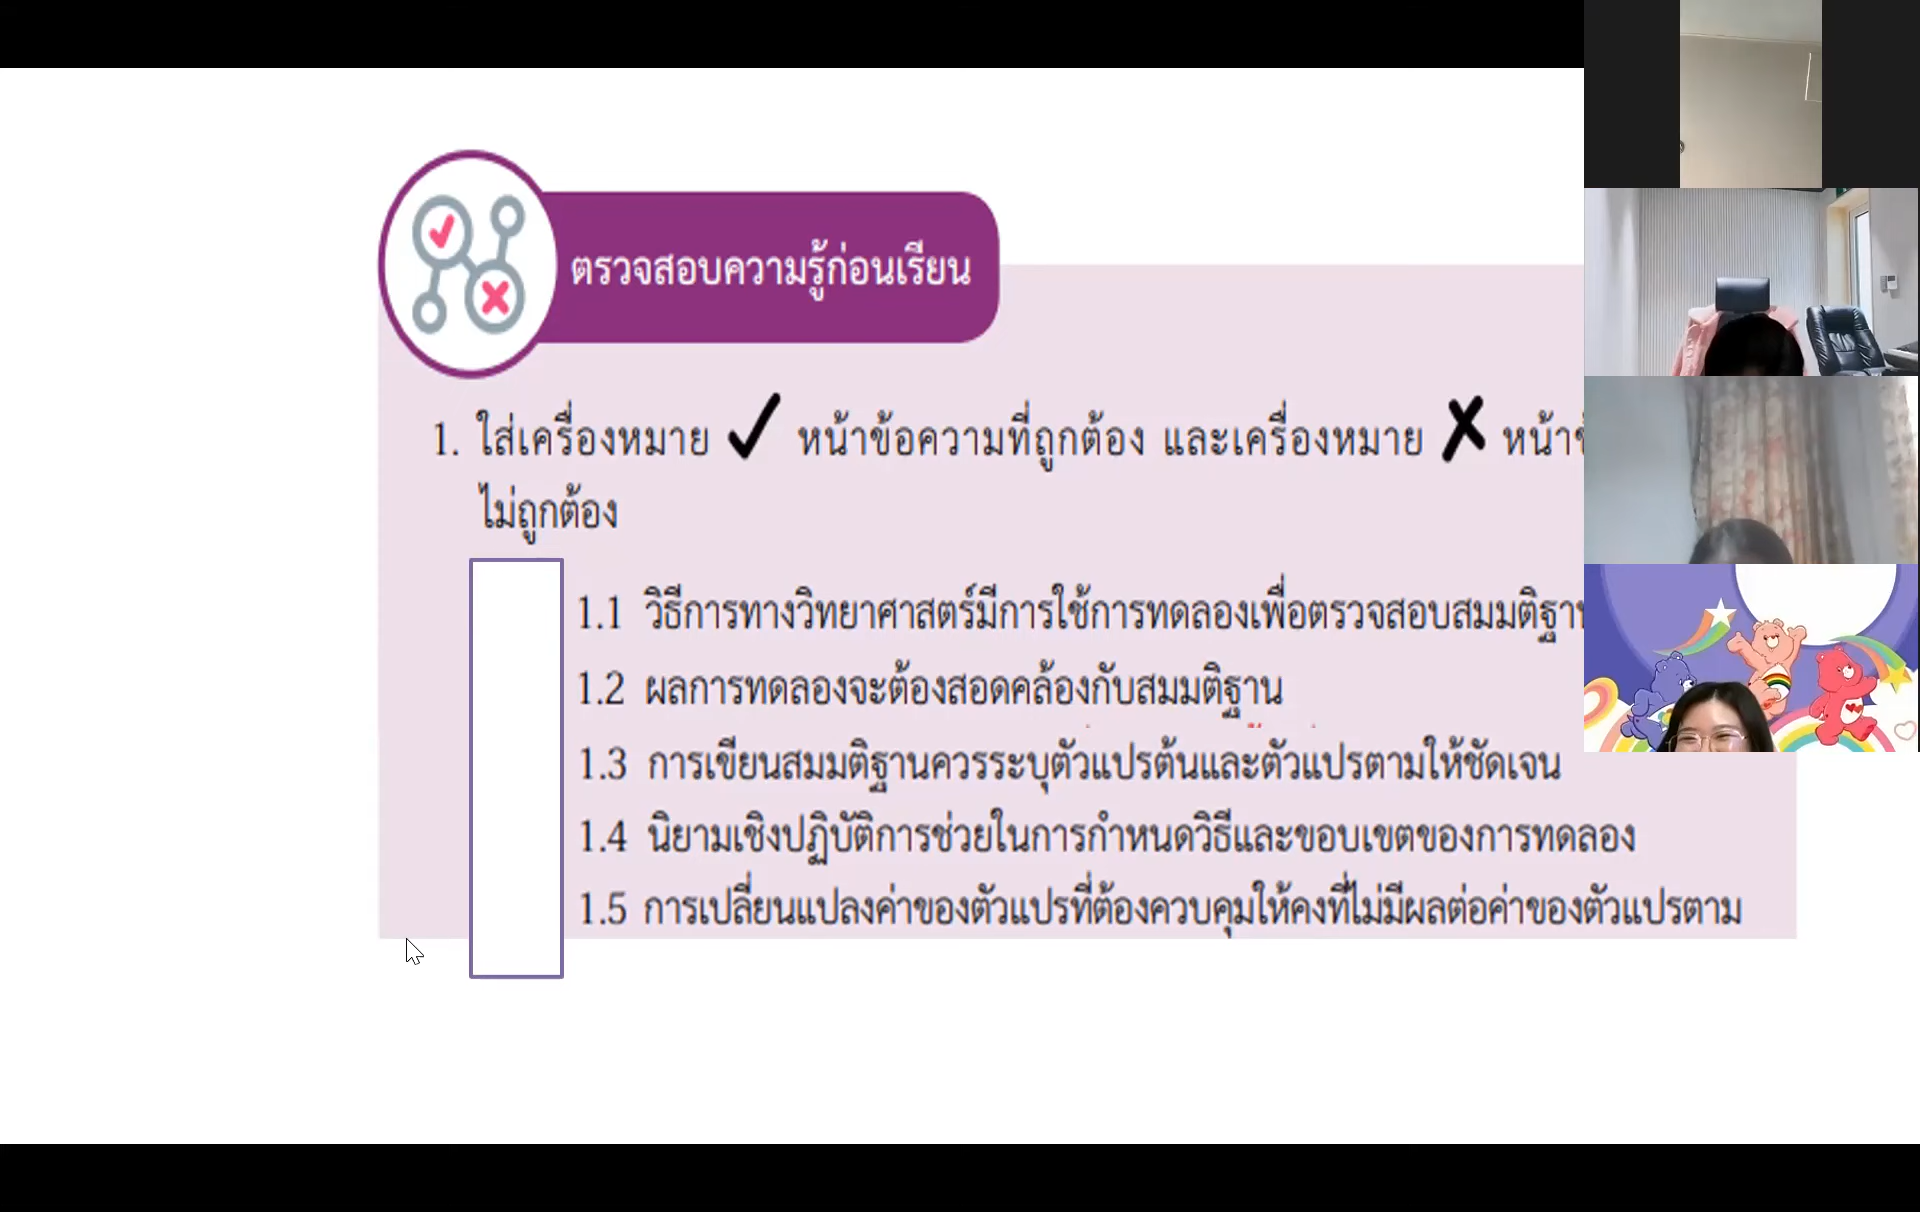 ตรวจสอบความรู้ก่อนเรียน
1. ใส่เครื่องหมาย ✓ หน้าข้อความที่ถูกต้อง และเครื่องหมาย ✗ หน้า
ไม่ถูกต้อง
1.1 วิธีการทางวิทยาศาสตร์มีการใช้การทดลองเพื่อตรวจสอบสมมติฐาน
1.2 ผลการทดลองจะต้องสอดคล้องกับสมมติฐาน
1.3 การเขียนสมมติฐานควรระบุตัวแปรต้นและตัวแปรตามให้ชัดเจน
1.4 นิยามเชิงปฏิบัติการช่วยในการกำหนดวิธีและขอบเขตของการทดลอง
1.5 การเปลี่ยนแปลงค่าของตัวแปรที่ต้องควบคุมให้คงที่ไม่มีผลต่อค่าของตัวแปรตาม